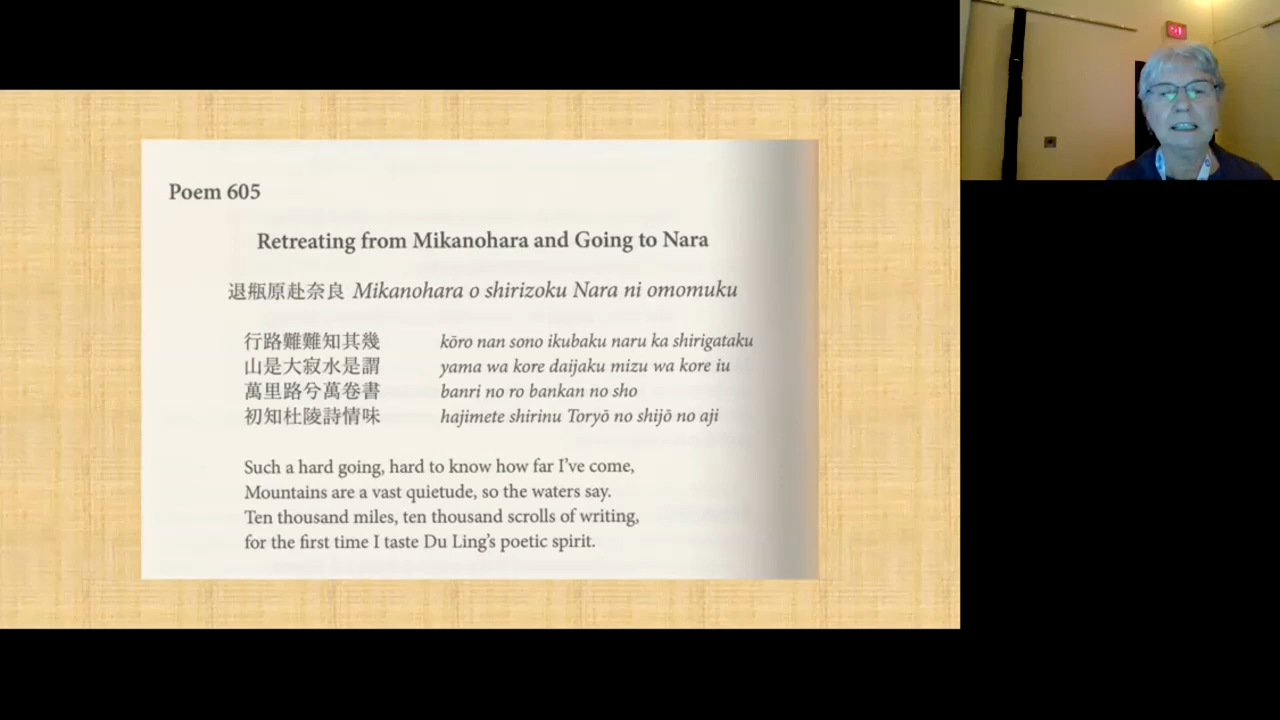 Poem 605
Retreating from Mikanohara and Going to Nara
退瓶原赴奈良 Mikanohara o shirizoku Nara ni omomuku
行路難難知其幾 kōro nan sono ikubaku naru ka shirigataku
山是大寂水是謂 yama wa kore daijaku mizu wa kore iu
萬里路兮萬卷書 banri no ro bankan no sho
初知杜陵詩情味 hajimete shirinu Toryō no shijō no aji
Such a hard going, hard to know how far I’ve come,
Mountains are a vast quietude, so the waters say.
Ten thousand miles, ten thousand scrolls of writing,
for the first time I taste Du Ling’s poetic spirit.